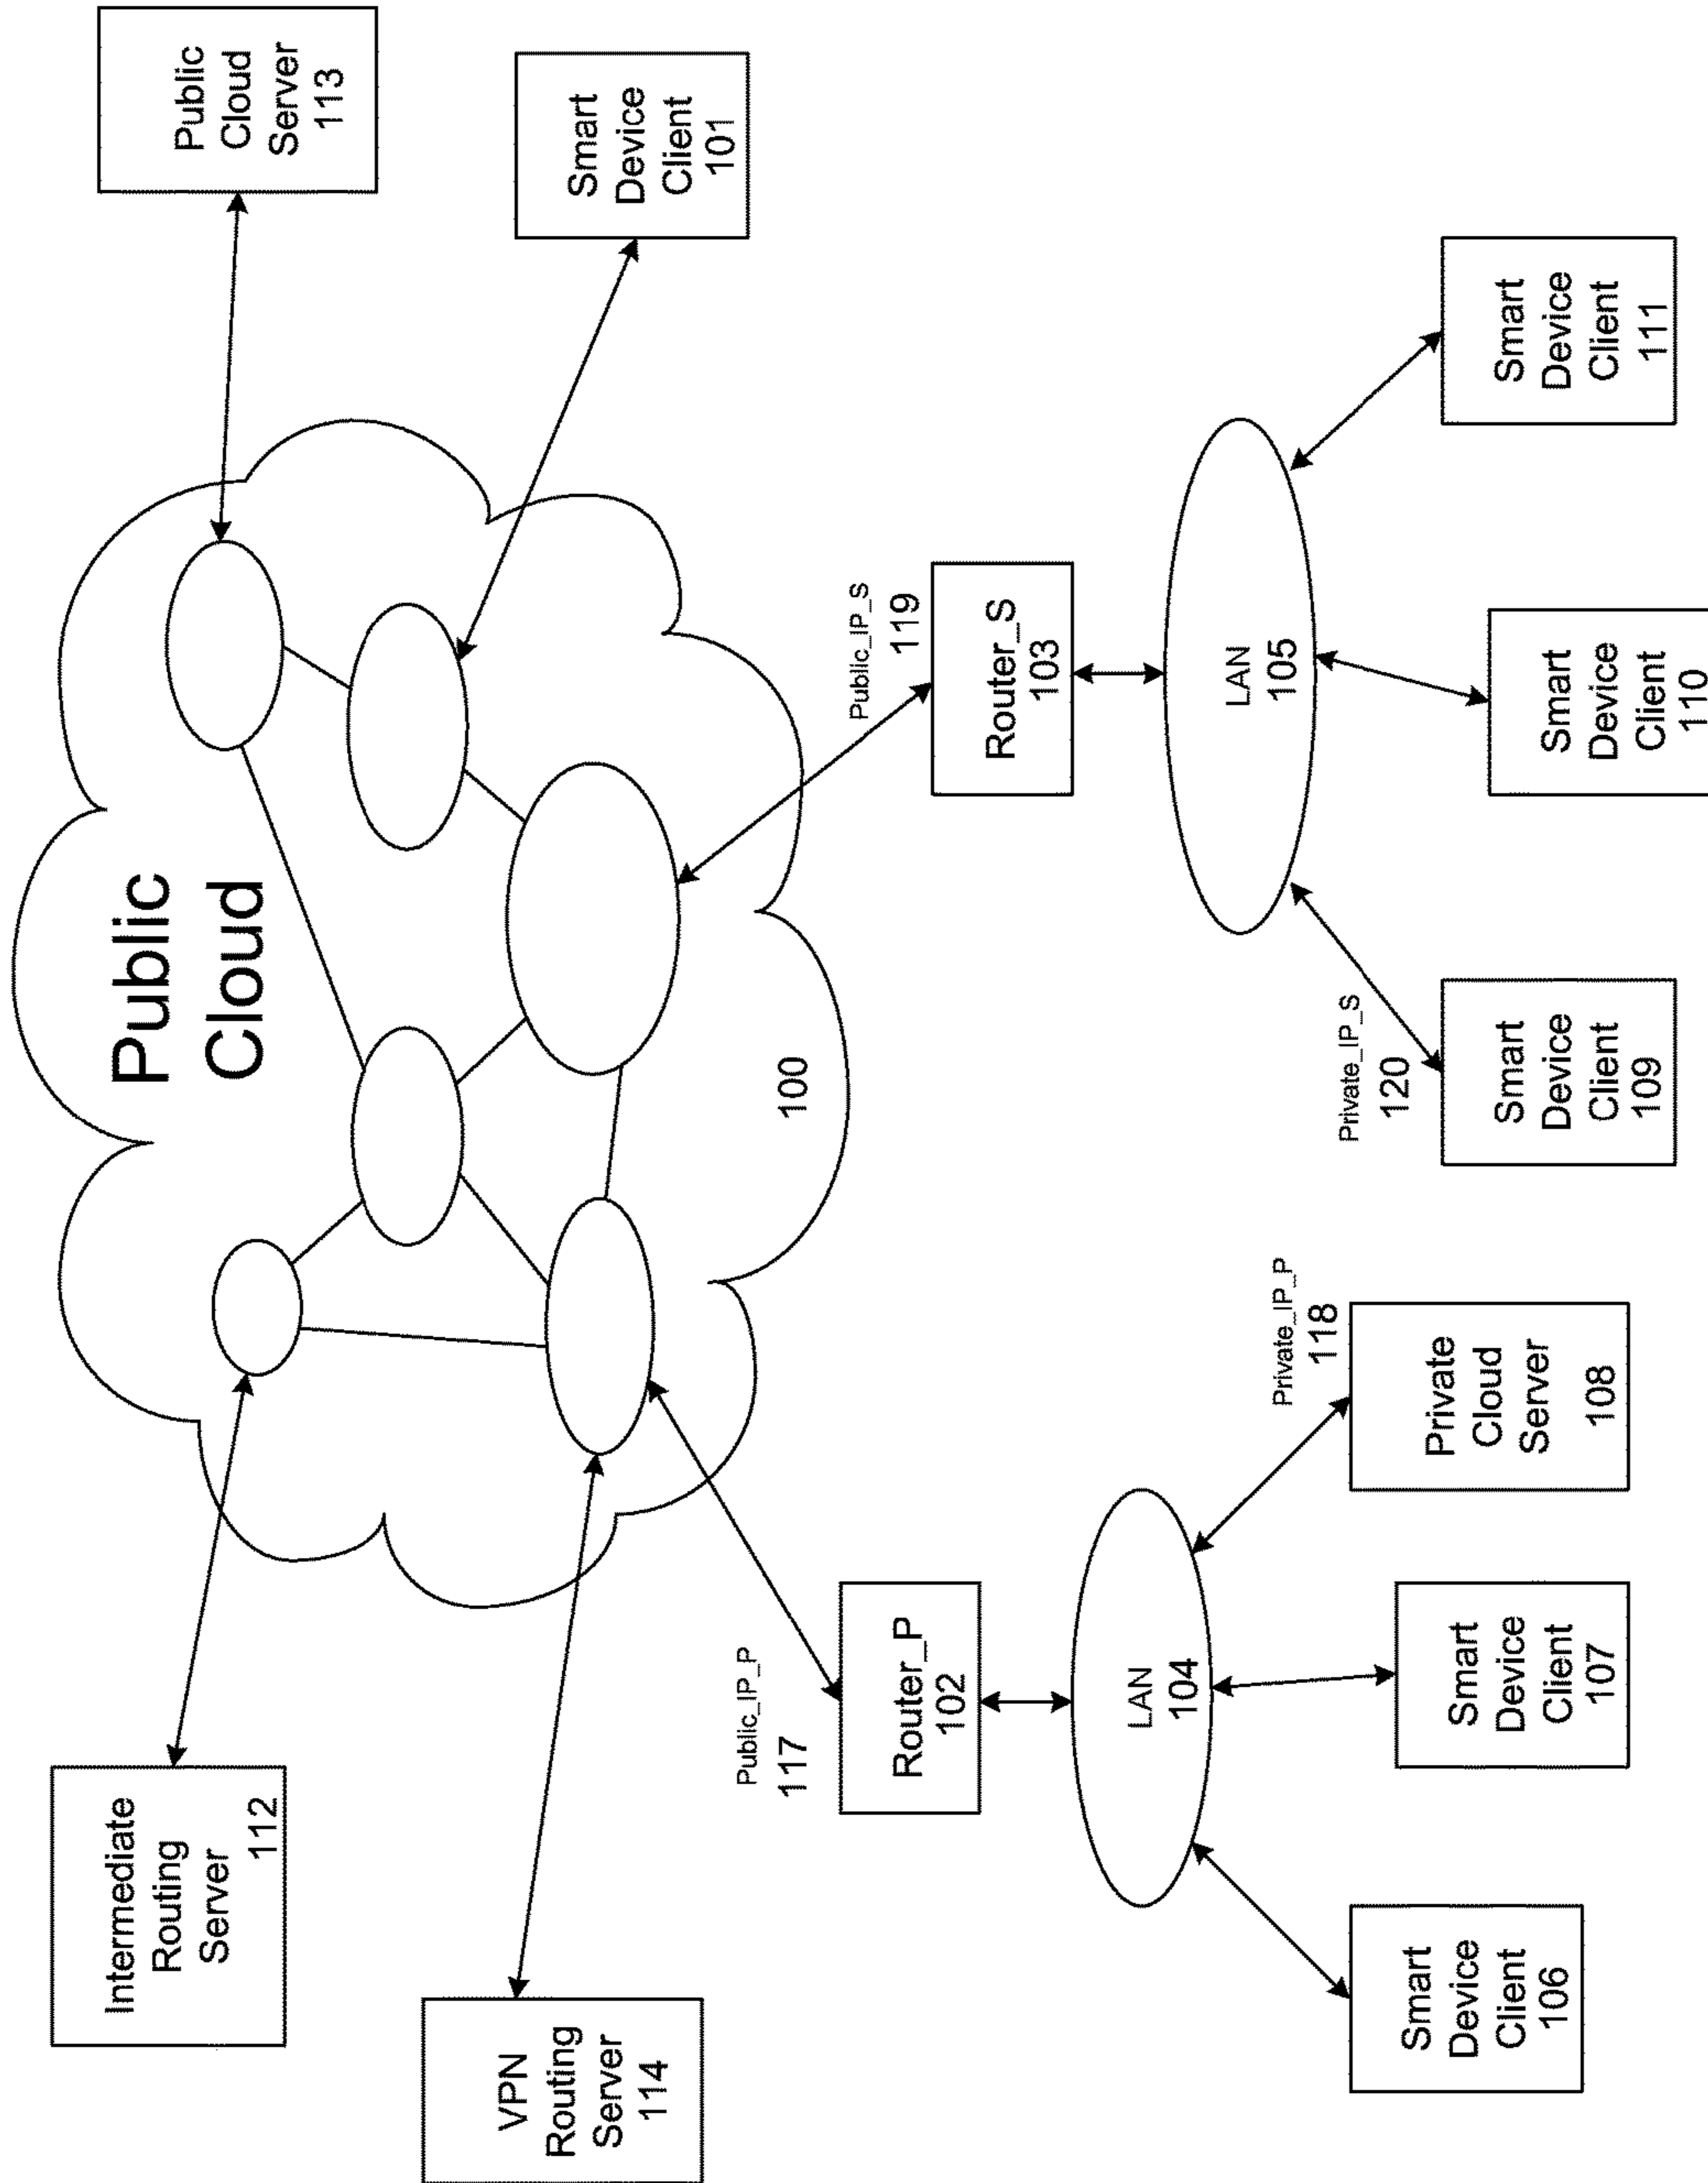 Public
Cloud
100
Intermediate
Routing
Server
112
VPN
Routing
Server
114
Public
Cloud
Server
113
Smart
Device
Client
101
Public_IP_P
117
Router_P
102
LAN
104
Smart
Device
Client
106
Smart
Device
Client
107
Private_IP_P
118
Private
Cloud
Server
108
Public_IP_S
119
Router_S
103
LAN
105
Private_IP_S
120
Smart
Device
Client
109
Smart
Device
Client
110
Smart
Device
Client
111